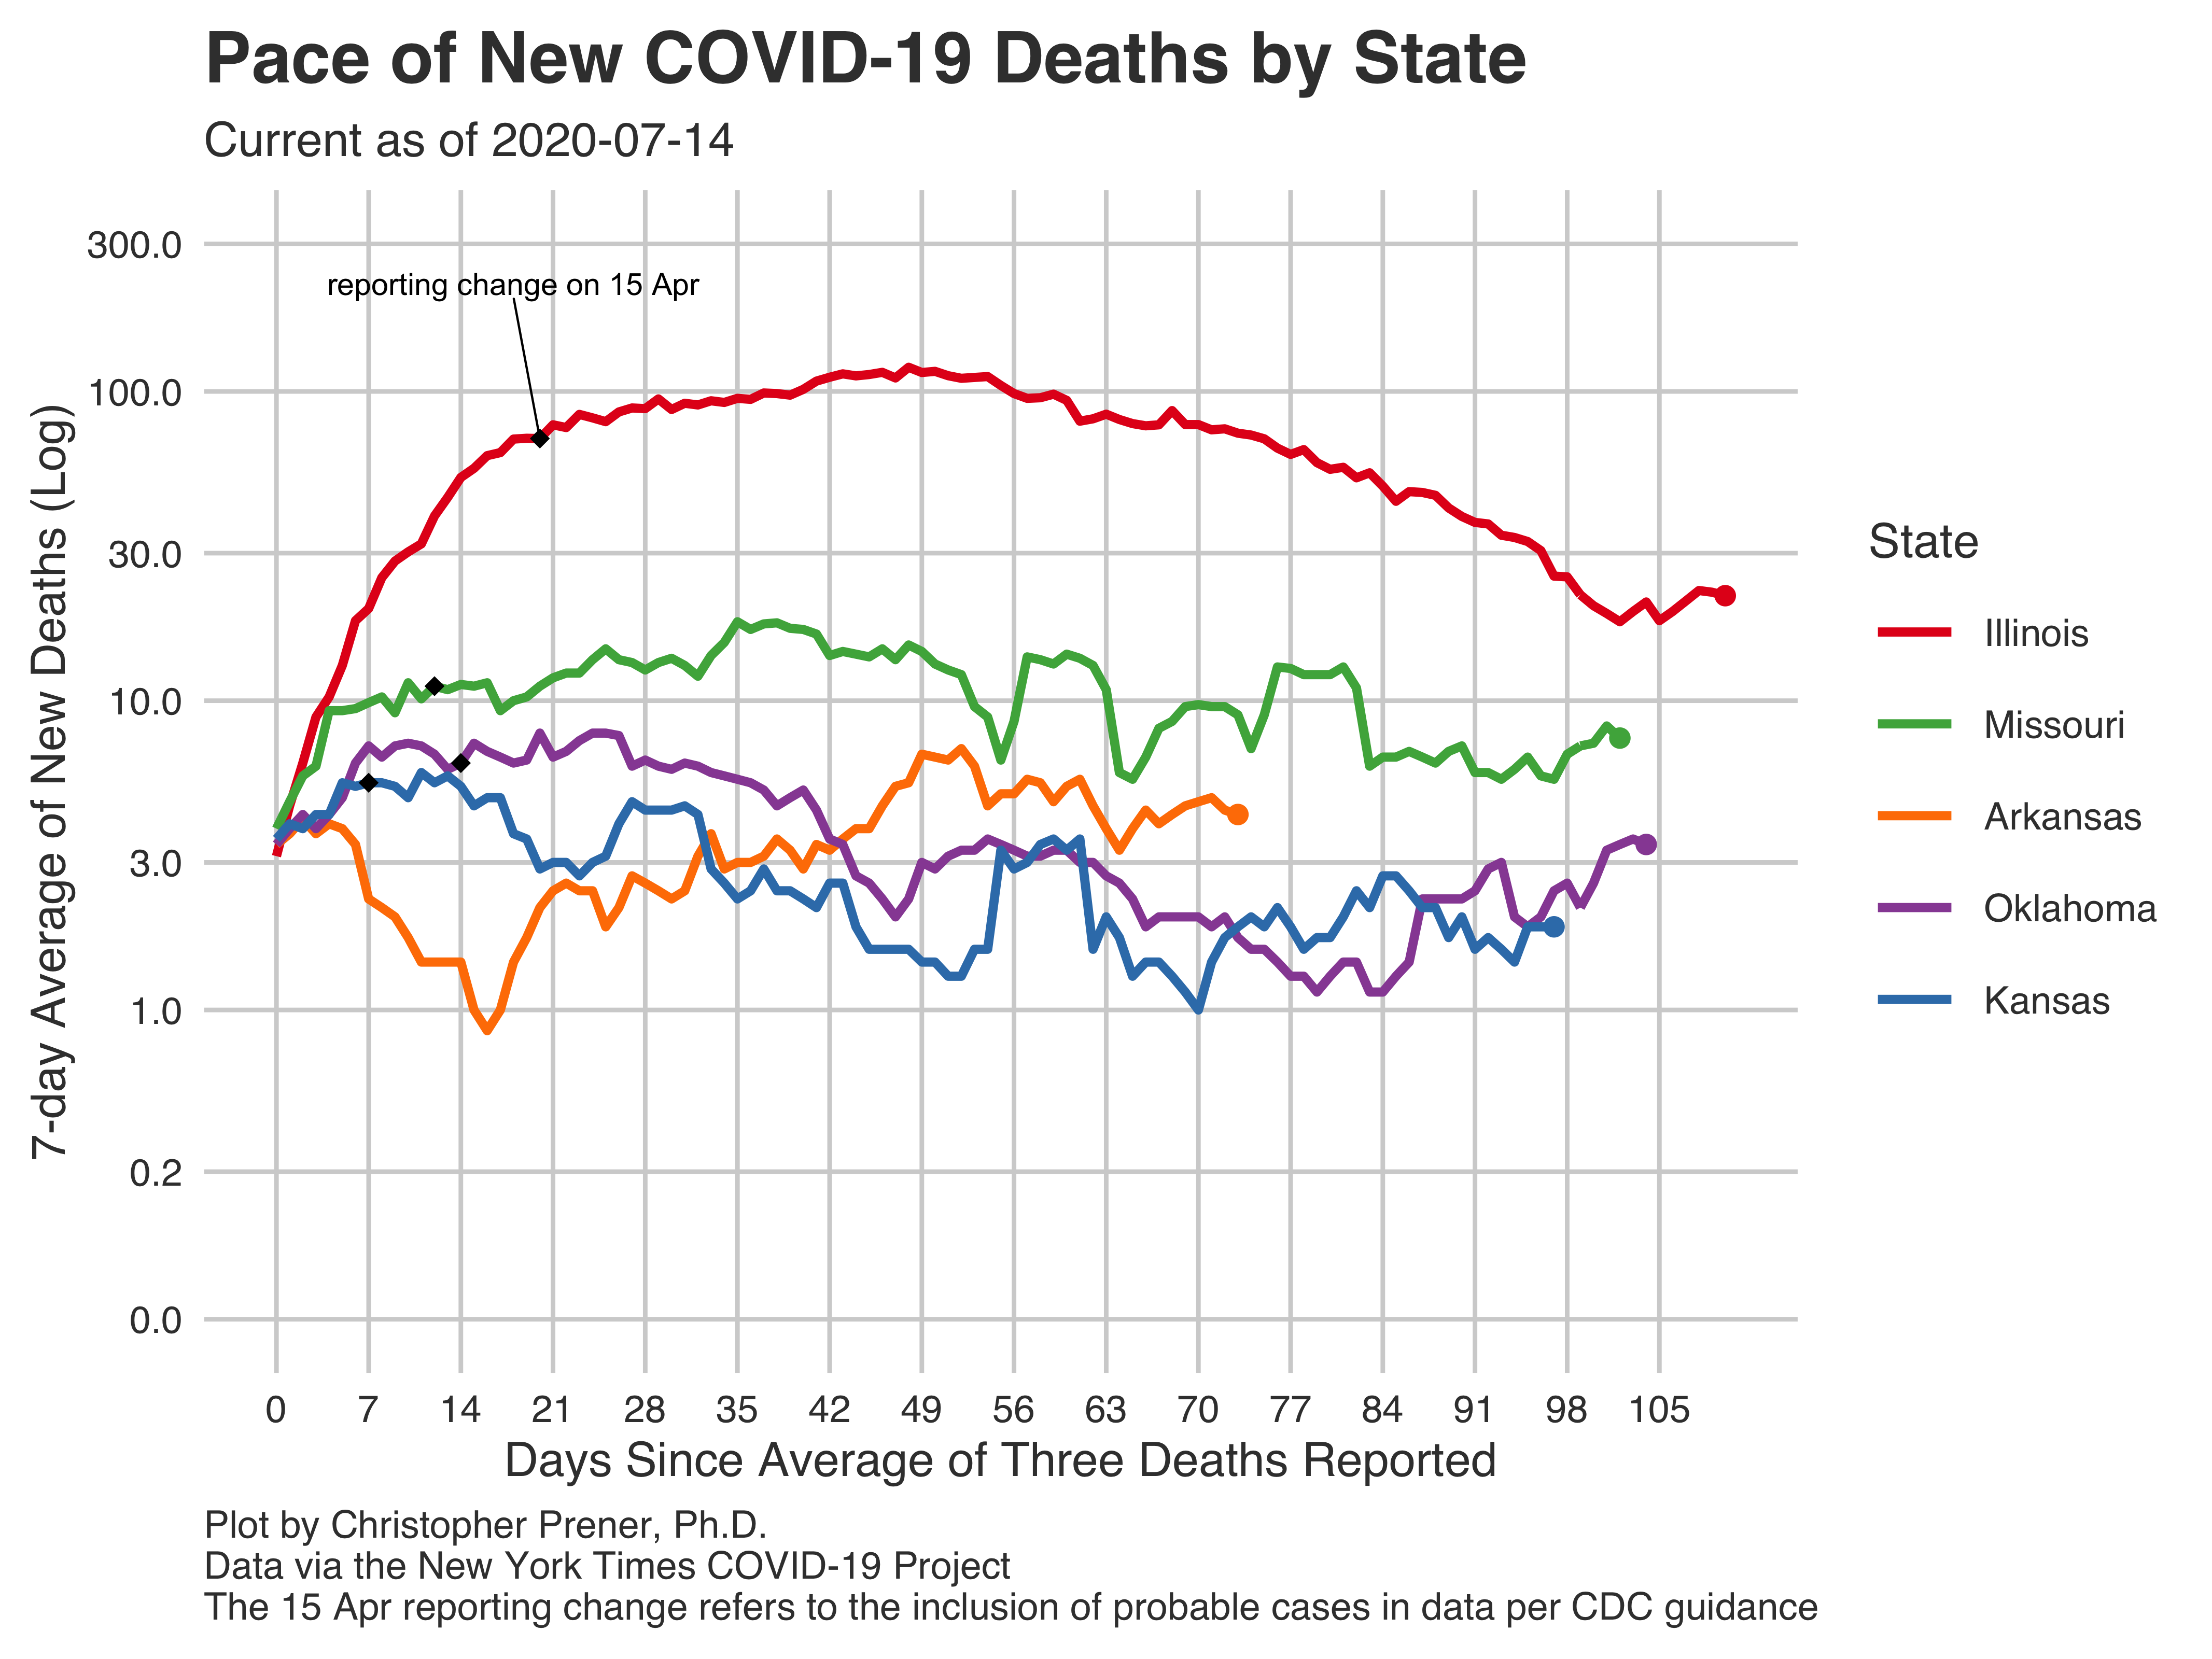 Pace of New COVID-19 Deaths by State
Current as of 2020-07-14
7-day Average of New Deaths (Log)
300.0
100.0
30.0
10.0
3.0
1.0
0.2
0.0
reporting change on 15 Apr
0 7 14 21 28 35 42 49 56 63 70 77 84 91 98 105
Days Since Average of Three Deaths Reported
State
Illinois
Missouri
Arkansas
Oklahoma
Kansas
Plot by Christopher Prener, Ph.D.
Data via the New York Times COVID-19 Project
The 15 Apr reporting change refers to the inclusion of probable cases in data per CDC guidance